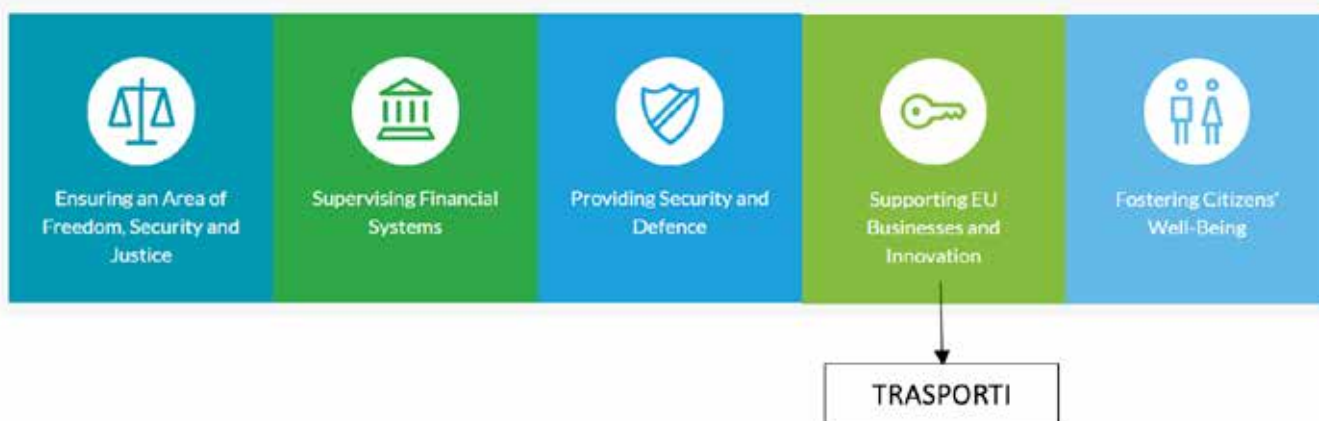 Ensuring an Area of
Freedom, Security and
Justice
Supervising Financial
Systems
Providing Security and
Defence
Supporting EU
Businesses and
Innovation
Fostering Citizens'
Well-Being
TRASPORTI